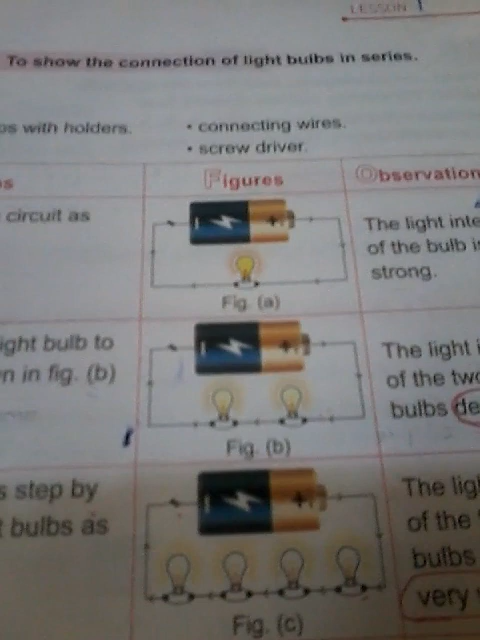 LESSON 1
To show the connection of light bulbs in series.
with holders.
• connecting wires.
• screw driver.
Figures
Observation
circuit as
The light inte
of the bulb i
strong.
Fig. (a)
ight bulb to
n in fig. (b)
The light i
of the two
bulbs de
Fig. (b)
s step by
t bulbs as
The ligh
of the
bulbs
very
Fig. (c)